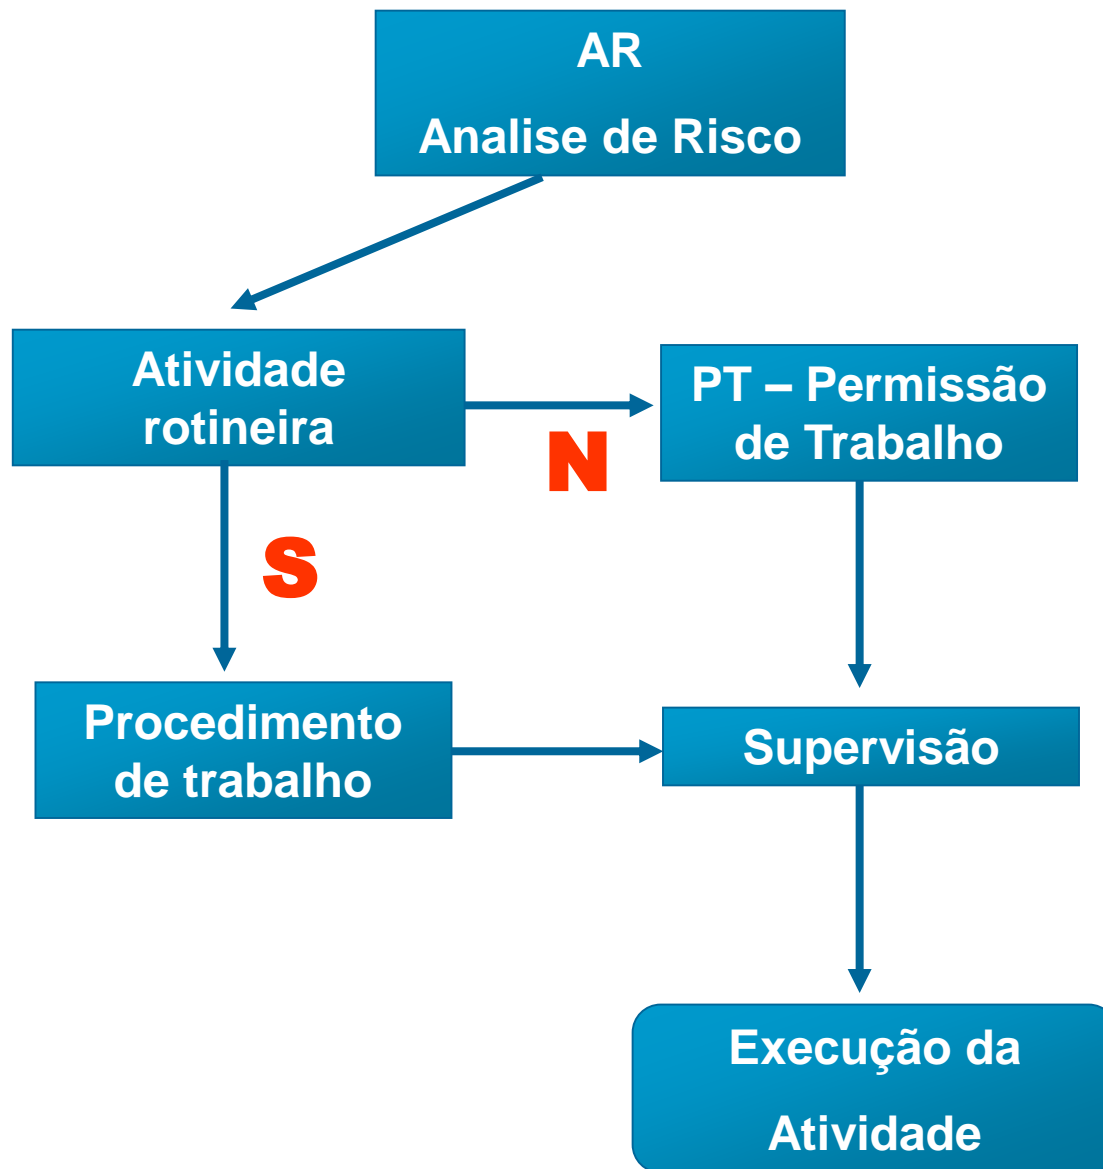 AR
Analise de Risco
Atividade
rotineira
PT – Permissão
de Trabalho
N
S
Procedimento
de trabalho
Supervisão
Execução da
Atividade